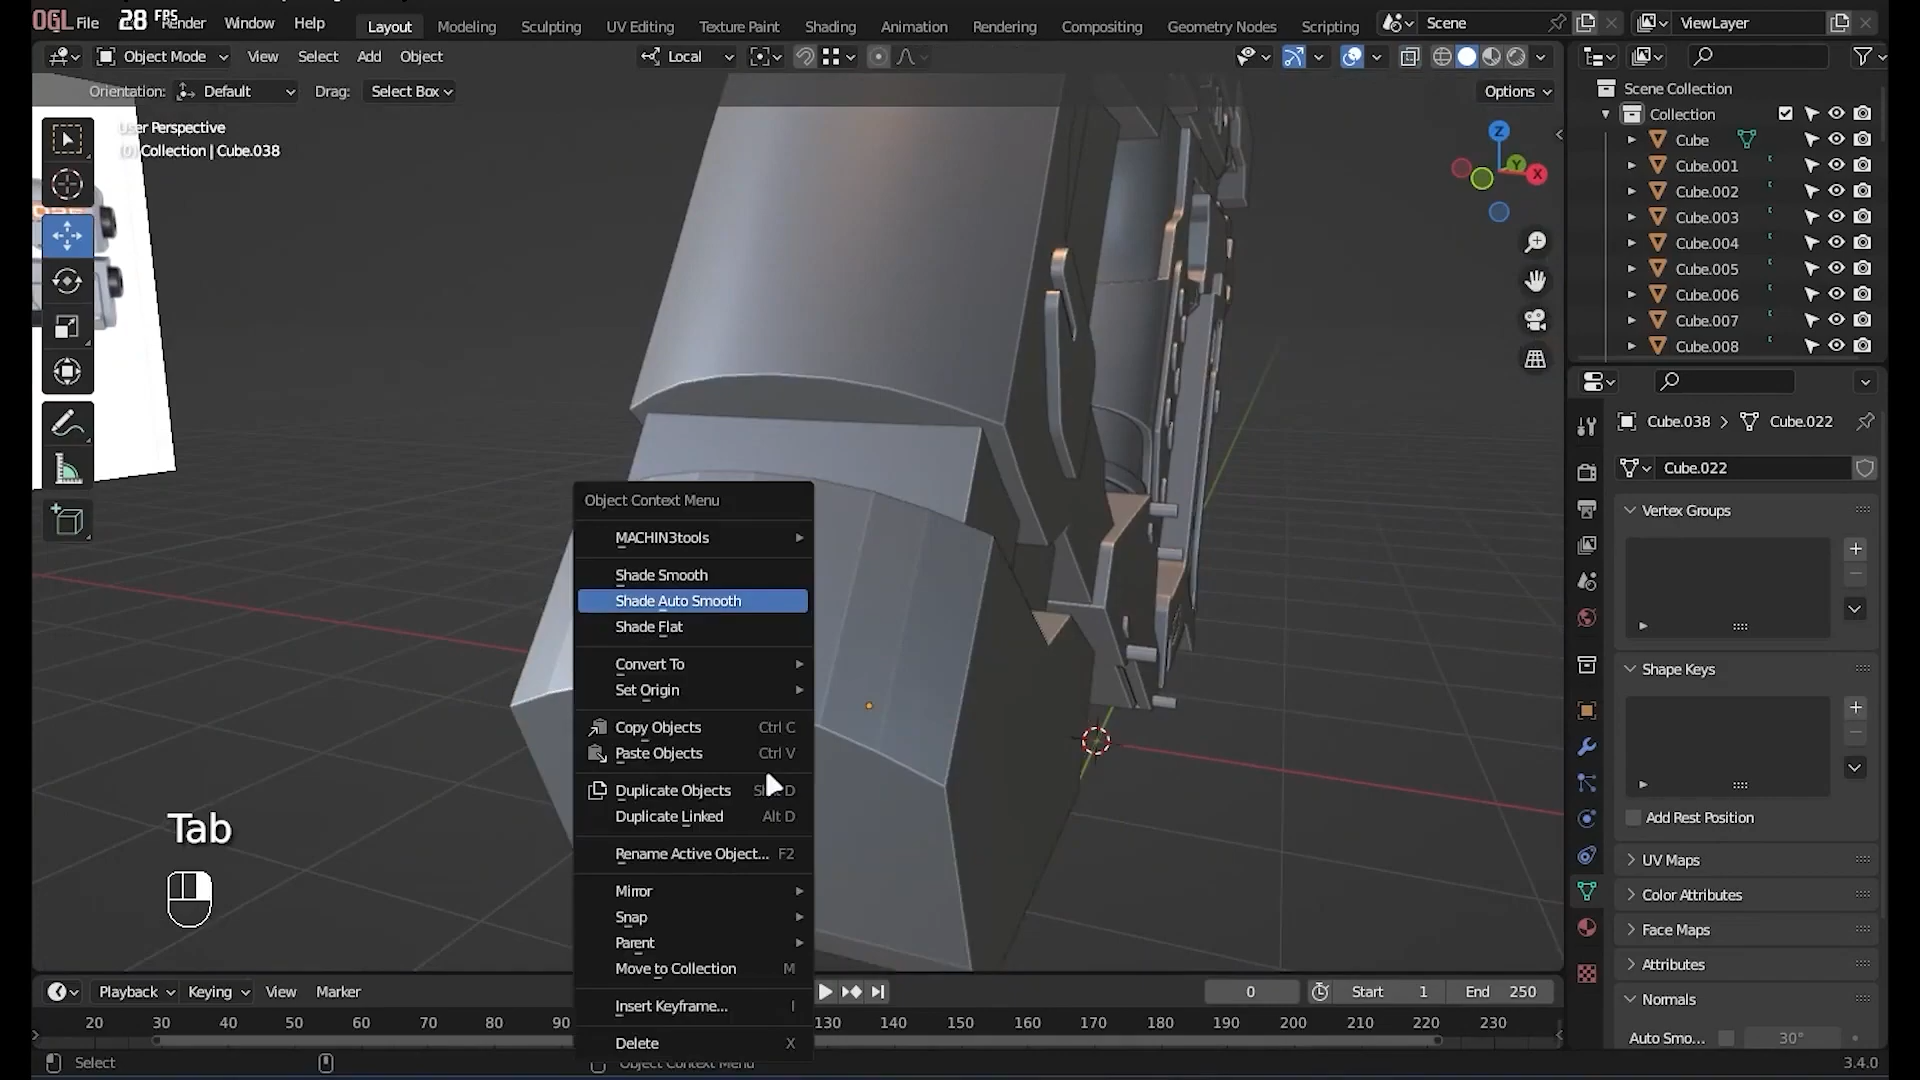 OGL File 28 FPS Render Window Help Layout Modeling Sculpting UV Editing Texture Paint Shading Animation Rendering Compositing Geometry Nodes Scripting Scene ViewLayer
Object Mode View Select Add Object Local
Orientation: Default Drag: Select Box Options
User Perspective
(0) Collection | Cube.038
Z
Y
X
Scene Collection
Collection
Cube
Cube.001
Cube.002
Cube.003
Cube.004
Cube.005
Cube.006
Cube.007
Cube.008
Cube.038 > Cube.022
Cube.022
Vertex Groups
Shape Keys
Add Rest Position
UV Maps
Color Attributes
Face Maps
Attributes
Normals
Auto Smo... 30°
Object Context Menu
MACHIN3tools
Shade Smooth
Shade Auto Smooth
Shade Flat
Convert To
Set Origin
Copy Objects Ctrl C
Paste Objects Ctrl V
Duplicate Objects
Duplicate Linked Alt D
Rename Active Object... F2
Mirror
Snap
Parent
Move to Collection M
Insert Keyframe... I
Delete X
Tab
Playback Keying View Marker 0 Start 1 End 250
20 30 40 50 60 70 80 90 130 140 150 160 170 180 190 200 210 220 230
Select Object Context Menu 3.4.0